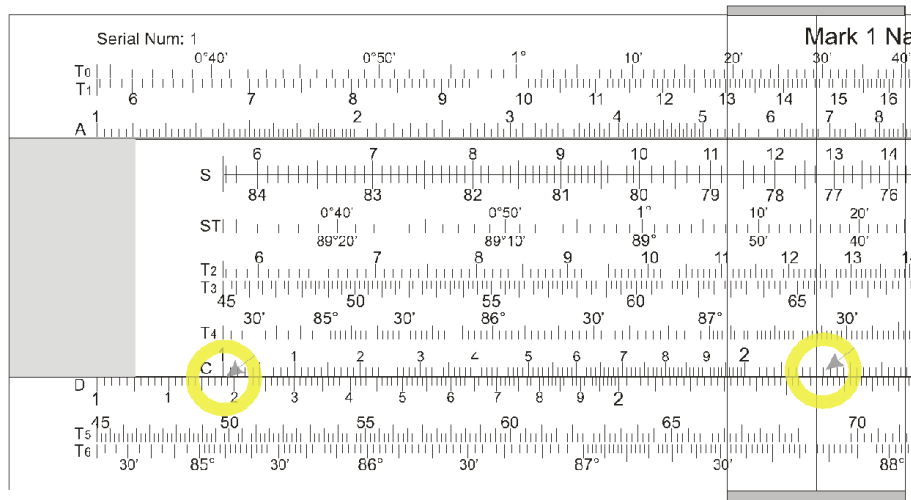 Serial Num: 1
Mark 1 Na
0°40' 0°50' 1° 10' 20' 30' 40'
T0
T1
6 7 8 9 10 11 12 13 14 15 16
A 1 2 3 4 5 6 7 8
6 7 8 9 10 11 12 13 14
S
84 83 82 81 80 79 78 77 76
0°40' 0°50' 1° 10' 20'
ST
89°20' 89°10' 89° 50' 40'
6 7 8 9 10 11 12 13
T2
T3
45 50 55 60 65
30' 85° 30' 86° 30' 87° 30'
T4
C 1 1 2 3 4 5 6 7 8 9 2
D 1 1 2 3 4 5 6 7 8 9 2
45 50 55 60 65 70
T5
T6
30' 85° 30' 86° 30' 87° 30' 88°